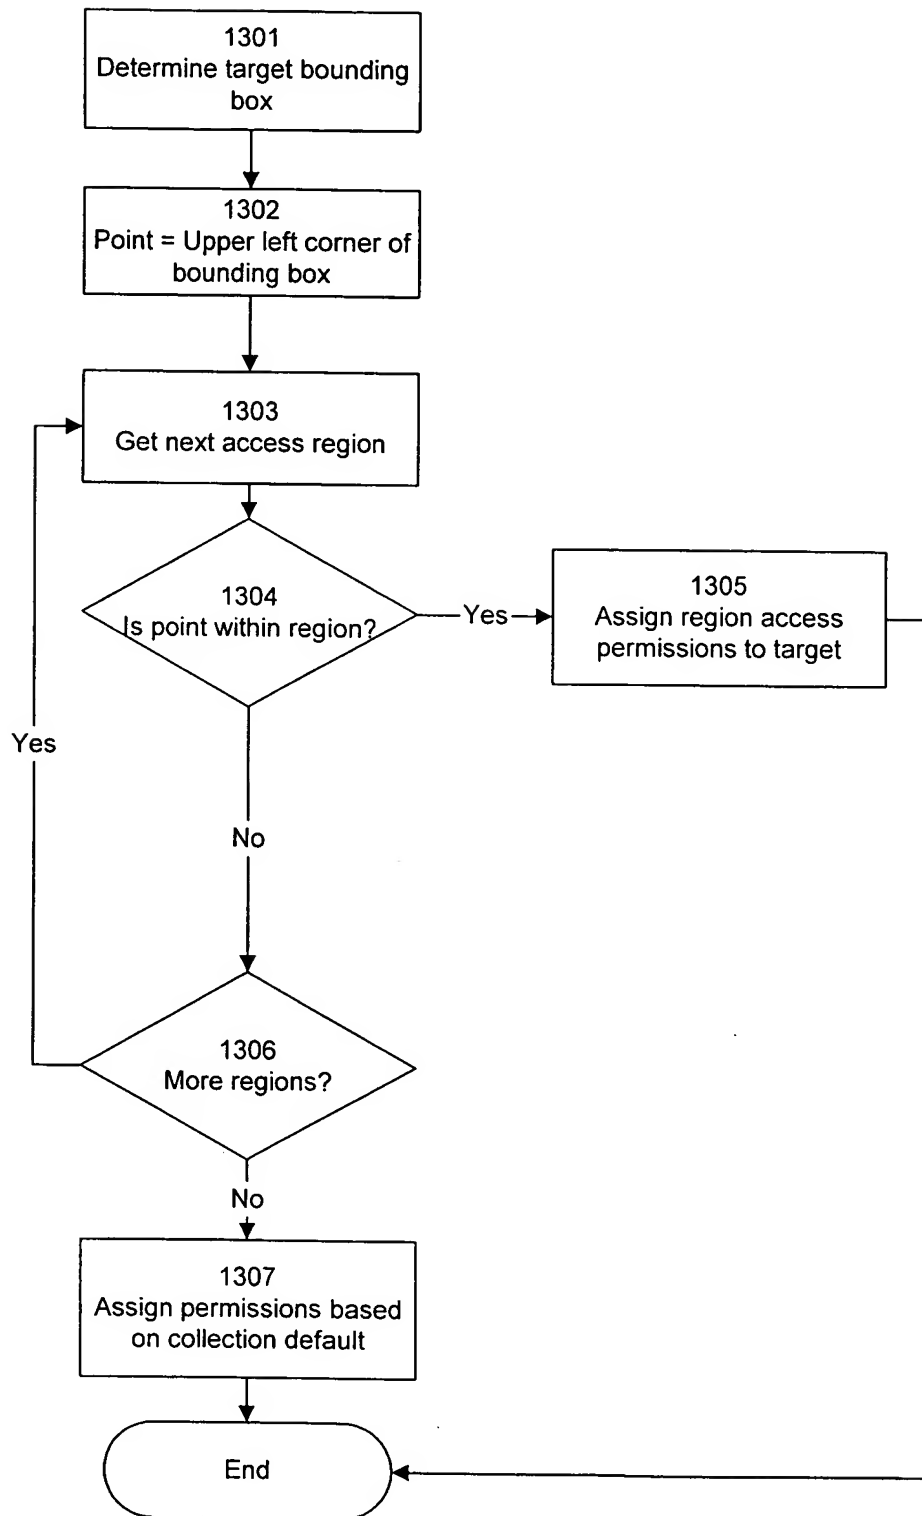 1301
Determine target bounding
box
1302
Point = Upper left corner of
bounding box
1303
Get next access region
1304
Is point within region?
Yes
1305
Assign region access
permissions to target
Yes
No
1306
More regions?
No
1307
Assign permissions based
on collection default
End